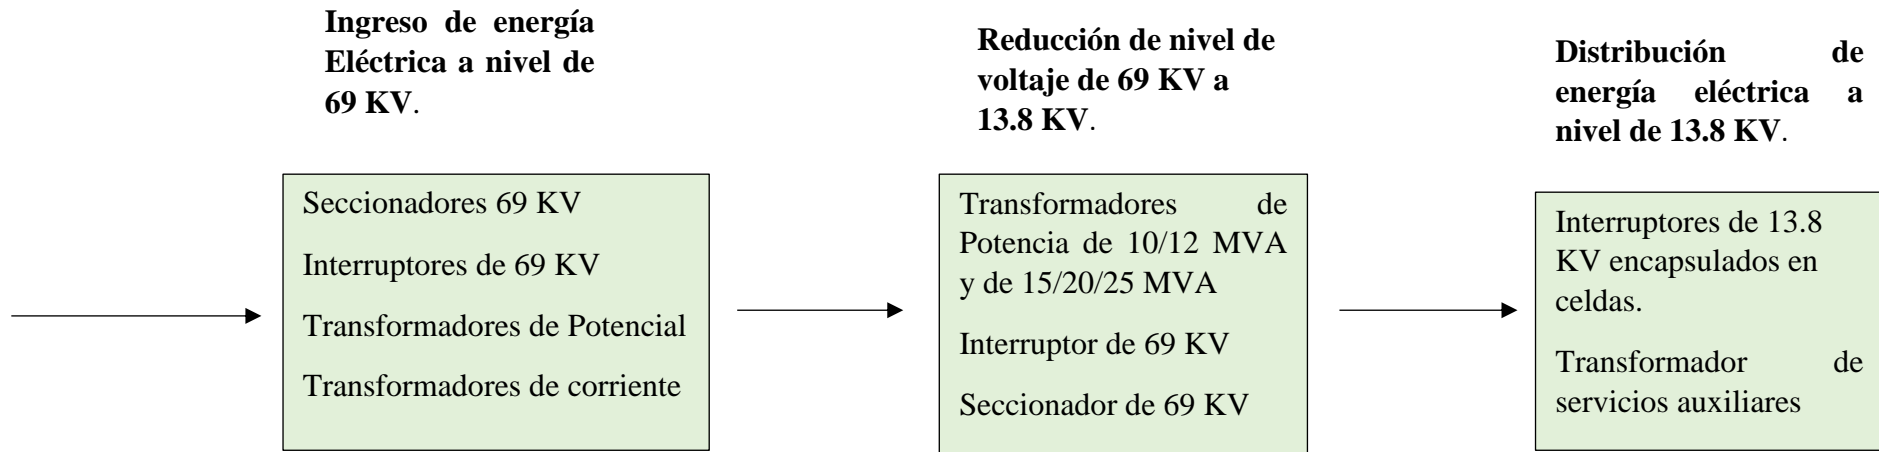 Ingreso de energía
Eléctrica a nivel de
69 KV.
Seccionadores 69 KV
Interruptores de 69 KV
Transformadores de Potencial
Transformadores de corriente
Reducción de nivel de
voltaje de 69 KV a
13.8 KV.
Transformadores de
Potencia de 10/12 MVA
y de 15/20/25 MVA
Interruptor de 69 KV
Seccionador de 69 KV
Distribución de
energía eléctrica a
nivel de 13.8 KV.
Interruptores de 13.8
KV encapsulados en
celdas.
Transformador de
servicios auxiliares